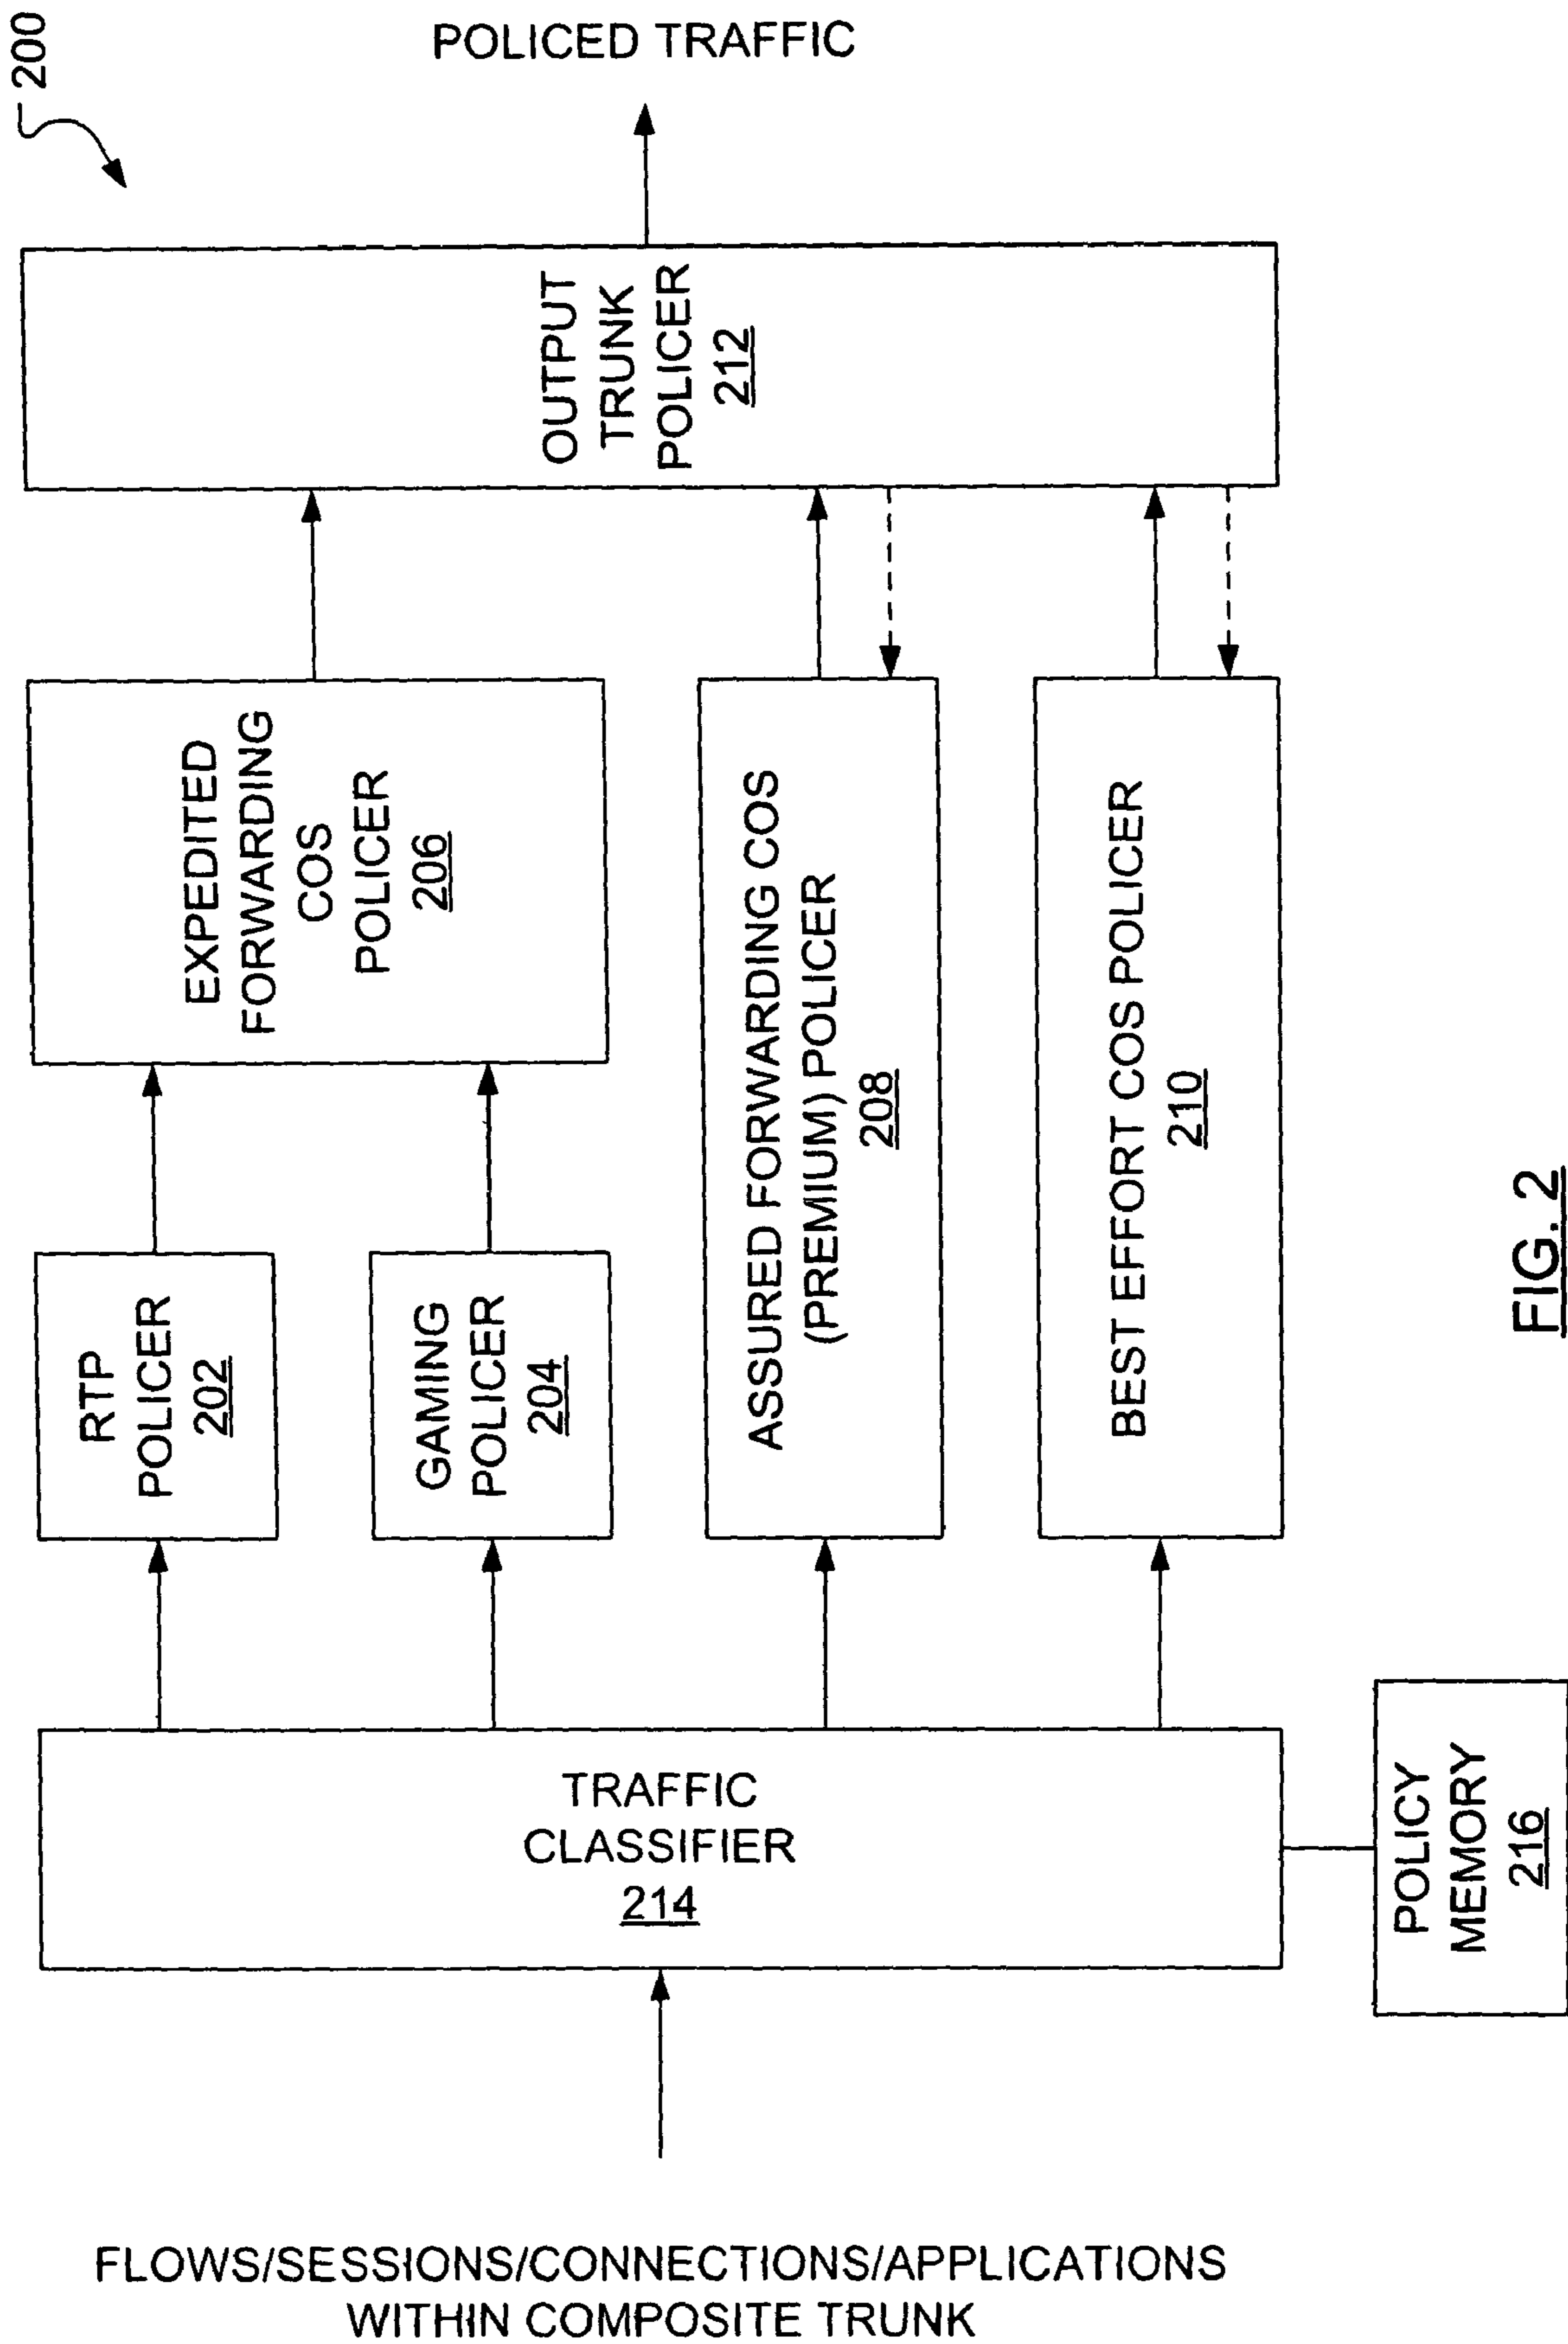 200
POLICED TRAFFIC
OUTPUT
TRUNK
POLICER
212
EXPEDITED
FORWARDING
COS
POLICER
206
ASSURED FORWARDING COS
(PREMIUM) POLICER
208
BEST EFFORT COS POLICER
210
RTP
POLICER
202
GAMING
POLICER
204
TRAFFIC
CLASSIFIER
214
POLICY
MEMORY
216
FLOWS/SESSIONS/CONNECTIONS/APPLICATIONS
WITHIN COMPOSITE TRUNK
FIG. 2